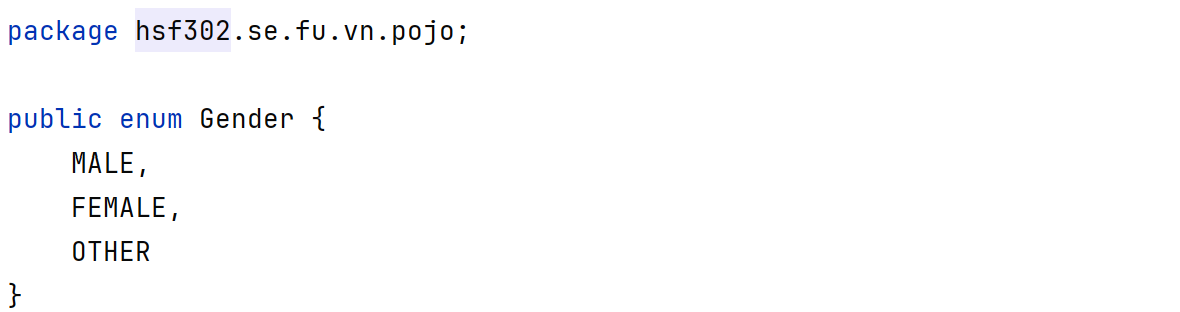 package hsf302.se.fu.vn.pojo;
public enum Gender {
MALE,
FEMALE,
OTHER
}